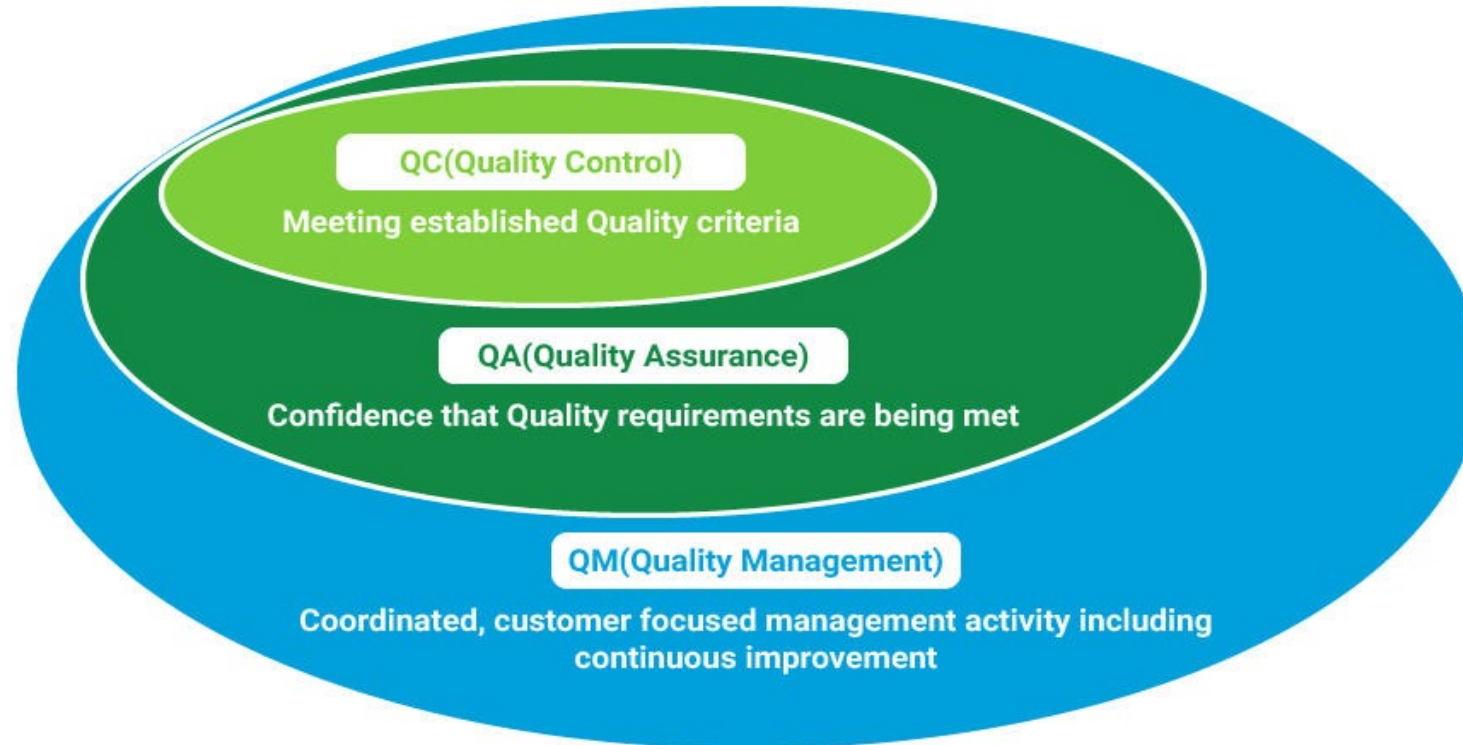 QC(Quality Control)
Meeting established Quality criteria
QA(Quality Assurance)
Confidence that Quality requirements are being met
QM(Quality Management)
Coordinated, customer focused management activity including
continuous improvement